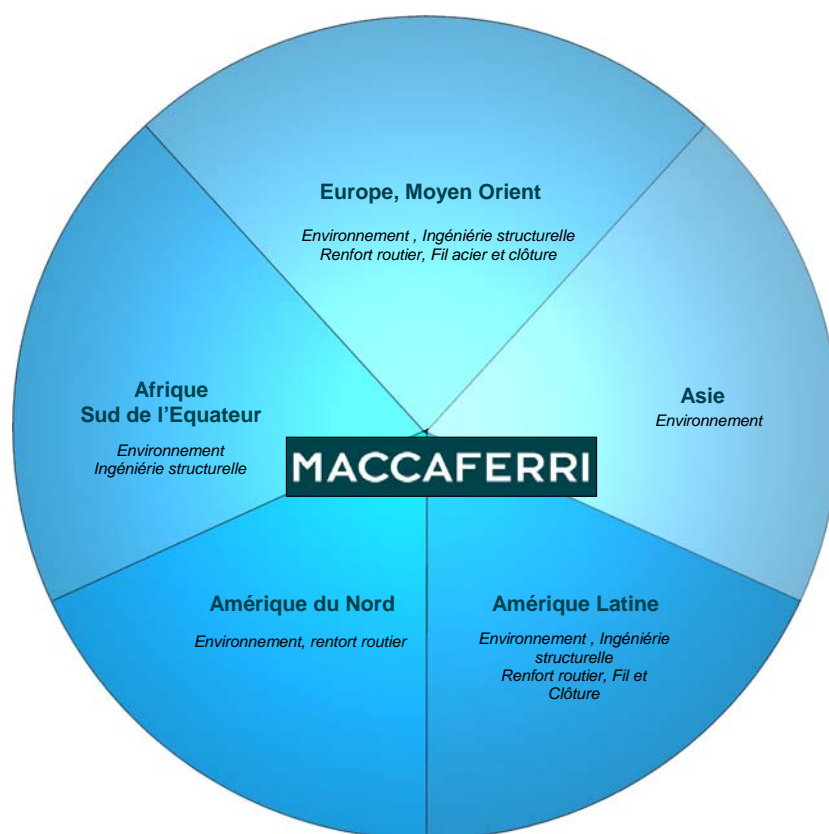 Europe, Moyen Orient
Environnement , Ingéniérie structurelle
Renfort routier, Fil acier et clôture
Afrique
Sud de l'Equateur
Environnement
Ingéniérie structurelle
Asie
Environnement
MACCAFERRI
Amérique du Nord
Environnement, rentort routier
Amérique Latine
Environnement , Ingéniérie
structurelle
Renfort routier, Fil et
Clôture